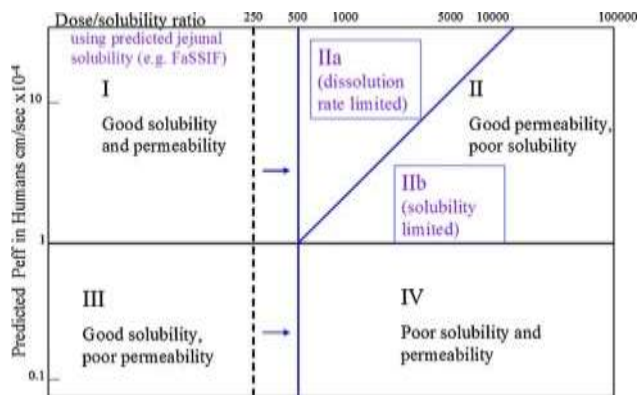 Dose/solubility ratio
250 500 1000 5000 10000 100000
using predicted jejunal
solubility (e.g. FaSSIF)
Predicted Peff in Humans cm/sec x10⁻⁴
10
1
0.1
I
Good solubility
and permeability
IIa
(dissolution
rate limited)
II
Good permeability,
poor solubility
IIb
(solubility
limited)
III
Good solubility,
poor permeability
IV
Poor solubility and
permeability